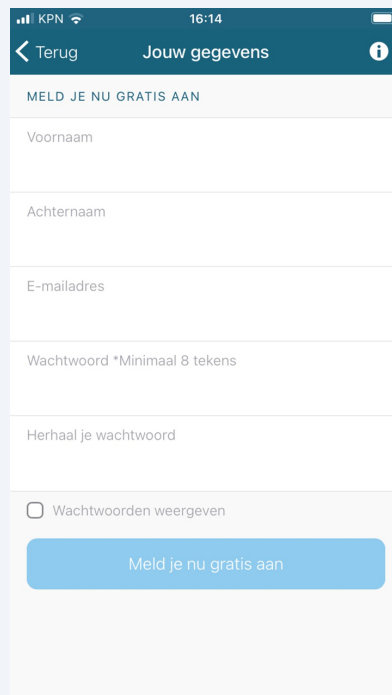 KPN
16:14
Terug
Jouw gegevens
MELD JE NU GRATIS AAN
Voornaam
Achternaam
E-mailadres
Wachtwoord *Minimaal 8 tekens
Herhaal je wachtwoord
Wachtwoorden weergeven
Meld je nu gratis aan